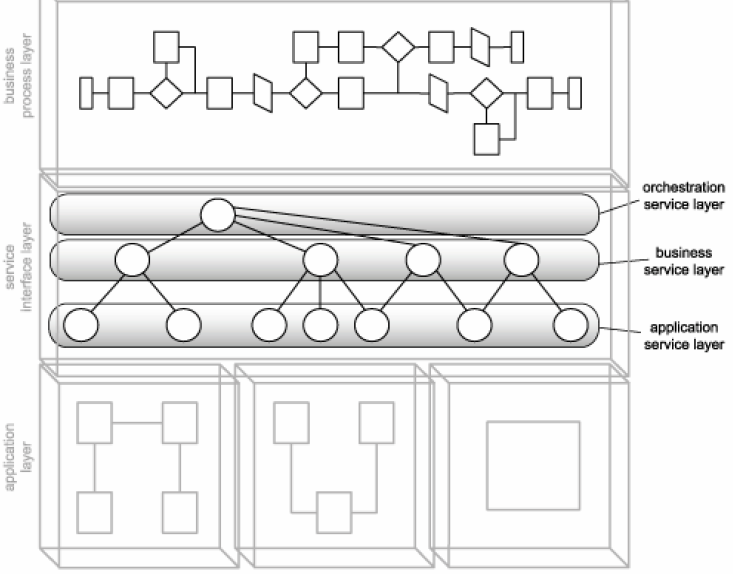 business
process layer
orchestration
service layer
service
interface layer
business
service layer
application
service layer
application
layer